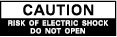 CAUTION
RISK OF ELECTRIC SHOCK
DO NOT OPEN